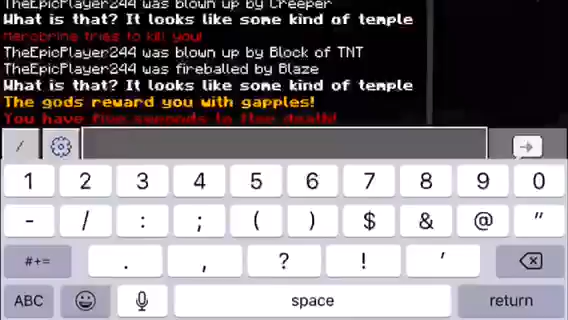 TheEpicPlayer244 was blown up by Creeper
What is that? It looks like some kind of temple
Herobrine tries to kill you!
TheEpicPlayer244 was blown up by Block of TNT
TheEpicPlayer244 was fireballed by Blaze
What is that? It looks like some kind of temple
The gods reward you with gapples!
You have five seconds to flee death!
/
1 2 3 4 5 6 7 8 9 0
- / : ; ( ) $ & @ "
#+= . , ? ! ' 
ABC space return